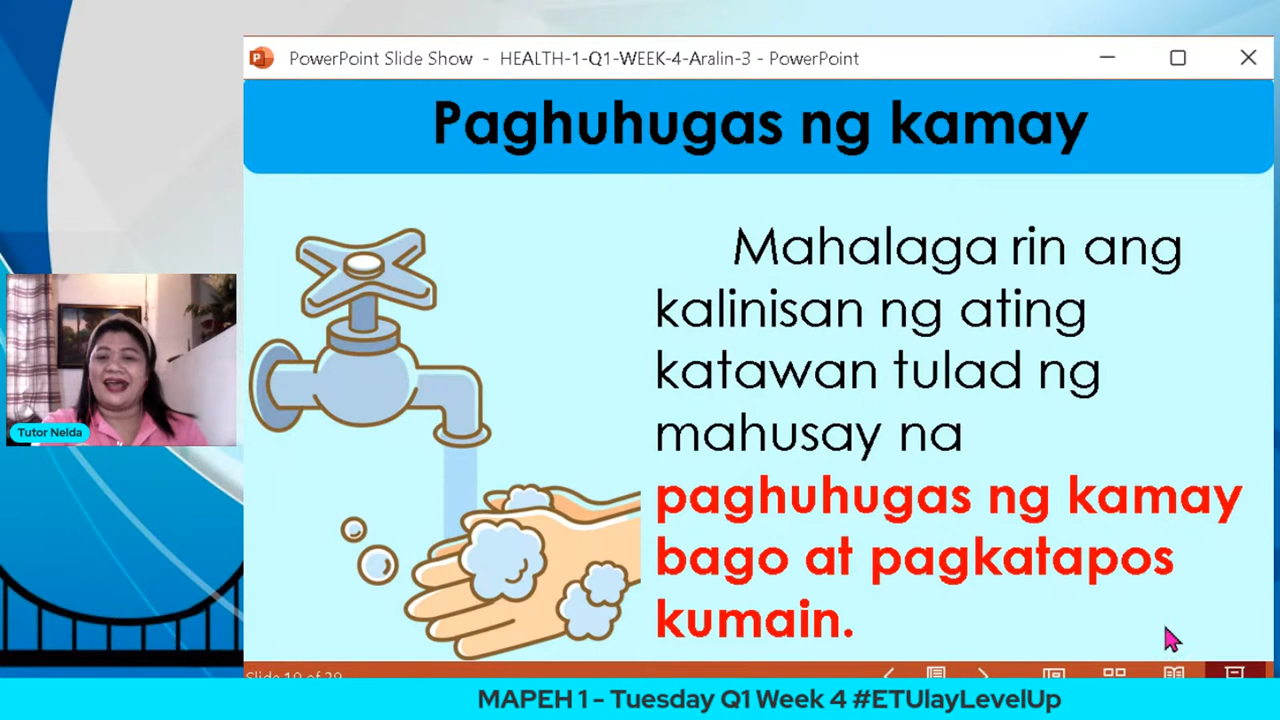 PowerPoint Slide Show - HEALTH-1-Q1-WEEK-4-Aralin-3 - PowerPoint
Paghuhugas ng kamay
Mahalaga rin ang
kalinisan ng ating
katawan tulad ng
mahusay na
paghuhugas ng kamay
bago at pagkatapos
kumain.
Tutor Nelda
MAPEH 1 - Tuesday Q1 Week 4 #ETUlayLevelUp